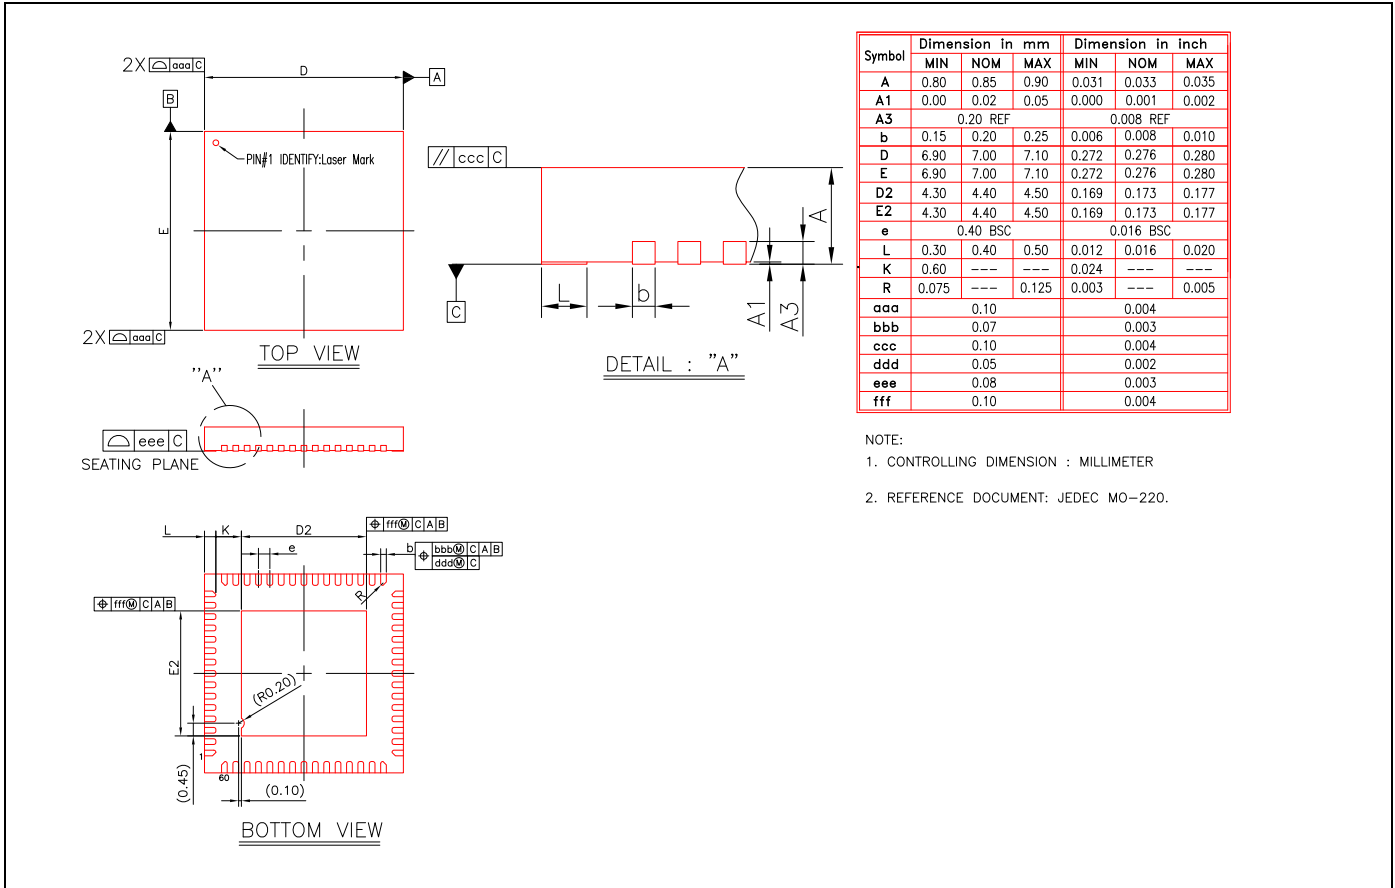 2X ⌓ aaa C
D
A
B
PIN#1 IDENTIFY:Laser Mark
E
2X ⌓ aaa C
TOP VIEW
// ccc C
A
C
L
b
A1
A3
DETAIL : "A"
"A"
⌓ eee C
SEATING PLANE
L
K
D2
⌖ fffⓂ C A B
e
b
⌖ bbbⓂ C A B
dddⓂ C
R
⌖ fffⓂ C A B
E2
(R0.20)
1
60
(0.45)
(0.10)
BOTTOM VIEW
Symbol Dimension in mm Dimension in inch
MIN NOM MAX MIN NOM MAX
A 0.80 0.85 0.90 0.031 0.033 0.035
A1 0.00 0.02 0.05 0.000 0.001 0.002
A3 0.20 REF 0.008 REF
b 0.15 0.20 0.25 0.006 0.008 0.010
D 6.90 7.00 7.10 0.272 0.276 0.280
E 6.90 7.00 7.10 0.272 0.276 0.280
D2 4.30 4.40 4.50 0.169 0.173 0.177
E2 4.30 4.40 4.50 0.169 0.173 0.177
e 0.40 BSC 0.016 BSC
L 0.30 0.40 0.50 0.012 0.016 0.020
K 0.60 --- --- 0.024 --- ---
R 0.075 --- 0.125 0.003 --- 0.005
aaa 0.10 0.004
bbb 0.07 0.003
ccc 0.10 0.004
ddd 0.05 0.002
eee 0.08 0.003
fff 0.10 0.004
NOTE:
1. CONTROLLING DIMENSION : MILLIMETER
2. REFERENCE DOCUMENT: JEDEC MO-220.